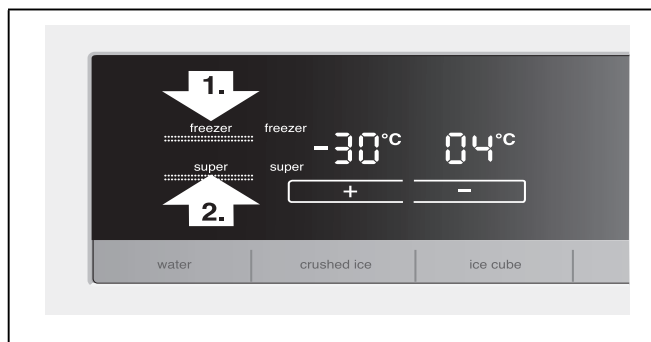 1.
freezer freezer
-30°C 04°C
super super
+ −
2.
water crushed ice ice cube